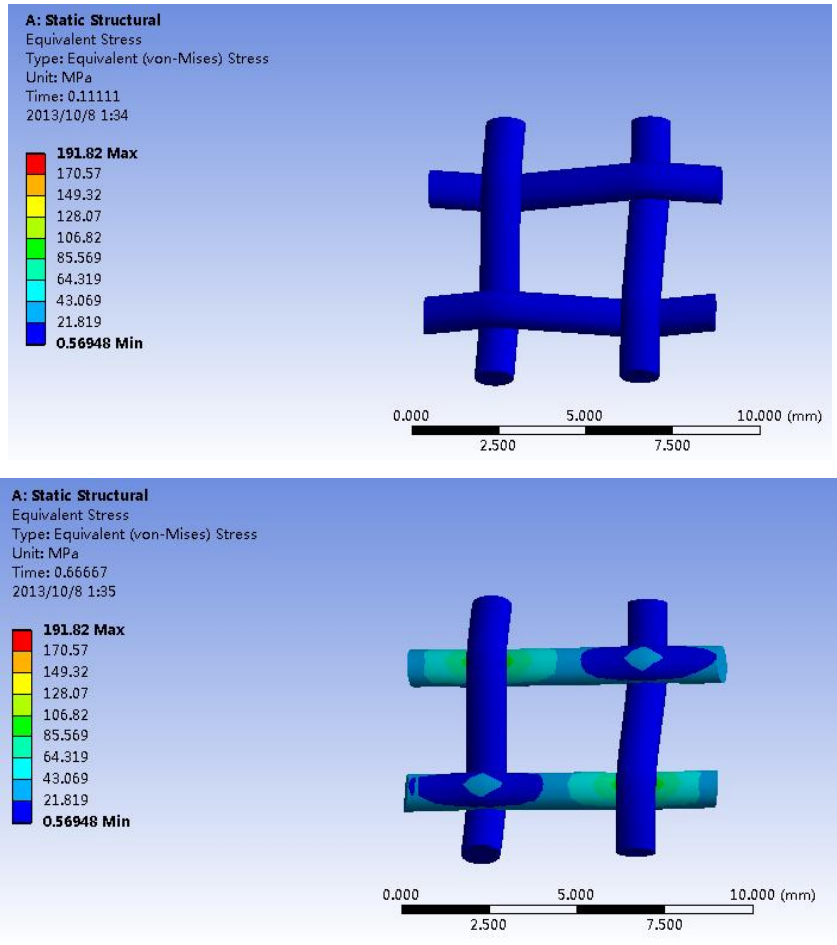 A: Static Structural
Equivalent Stress
Type: Equivalent (von-Mises) Stress
Unit: MPa
Time: 0.11111
2013/10/8 1:34
191.82 Max
170.57
149.32
128.07
106.82
85.569
64.319
43.069
21.819
0.56948 Min
0.000 5.000 10.000 (mm)
2.500 7.500
A: Static Structural
Equivalent Stress
Type: Equivalent (von-Mises) Stress
Unit: MPa
Time: 0.66667
2013/10/8 1:35
191.82 Max
170.57
149.32
128.07
106.82
85.569
64.319
43.069
21.819
0.56948 Min
0.000 5.000 10.000 (mm)
2.500 7.500